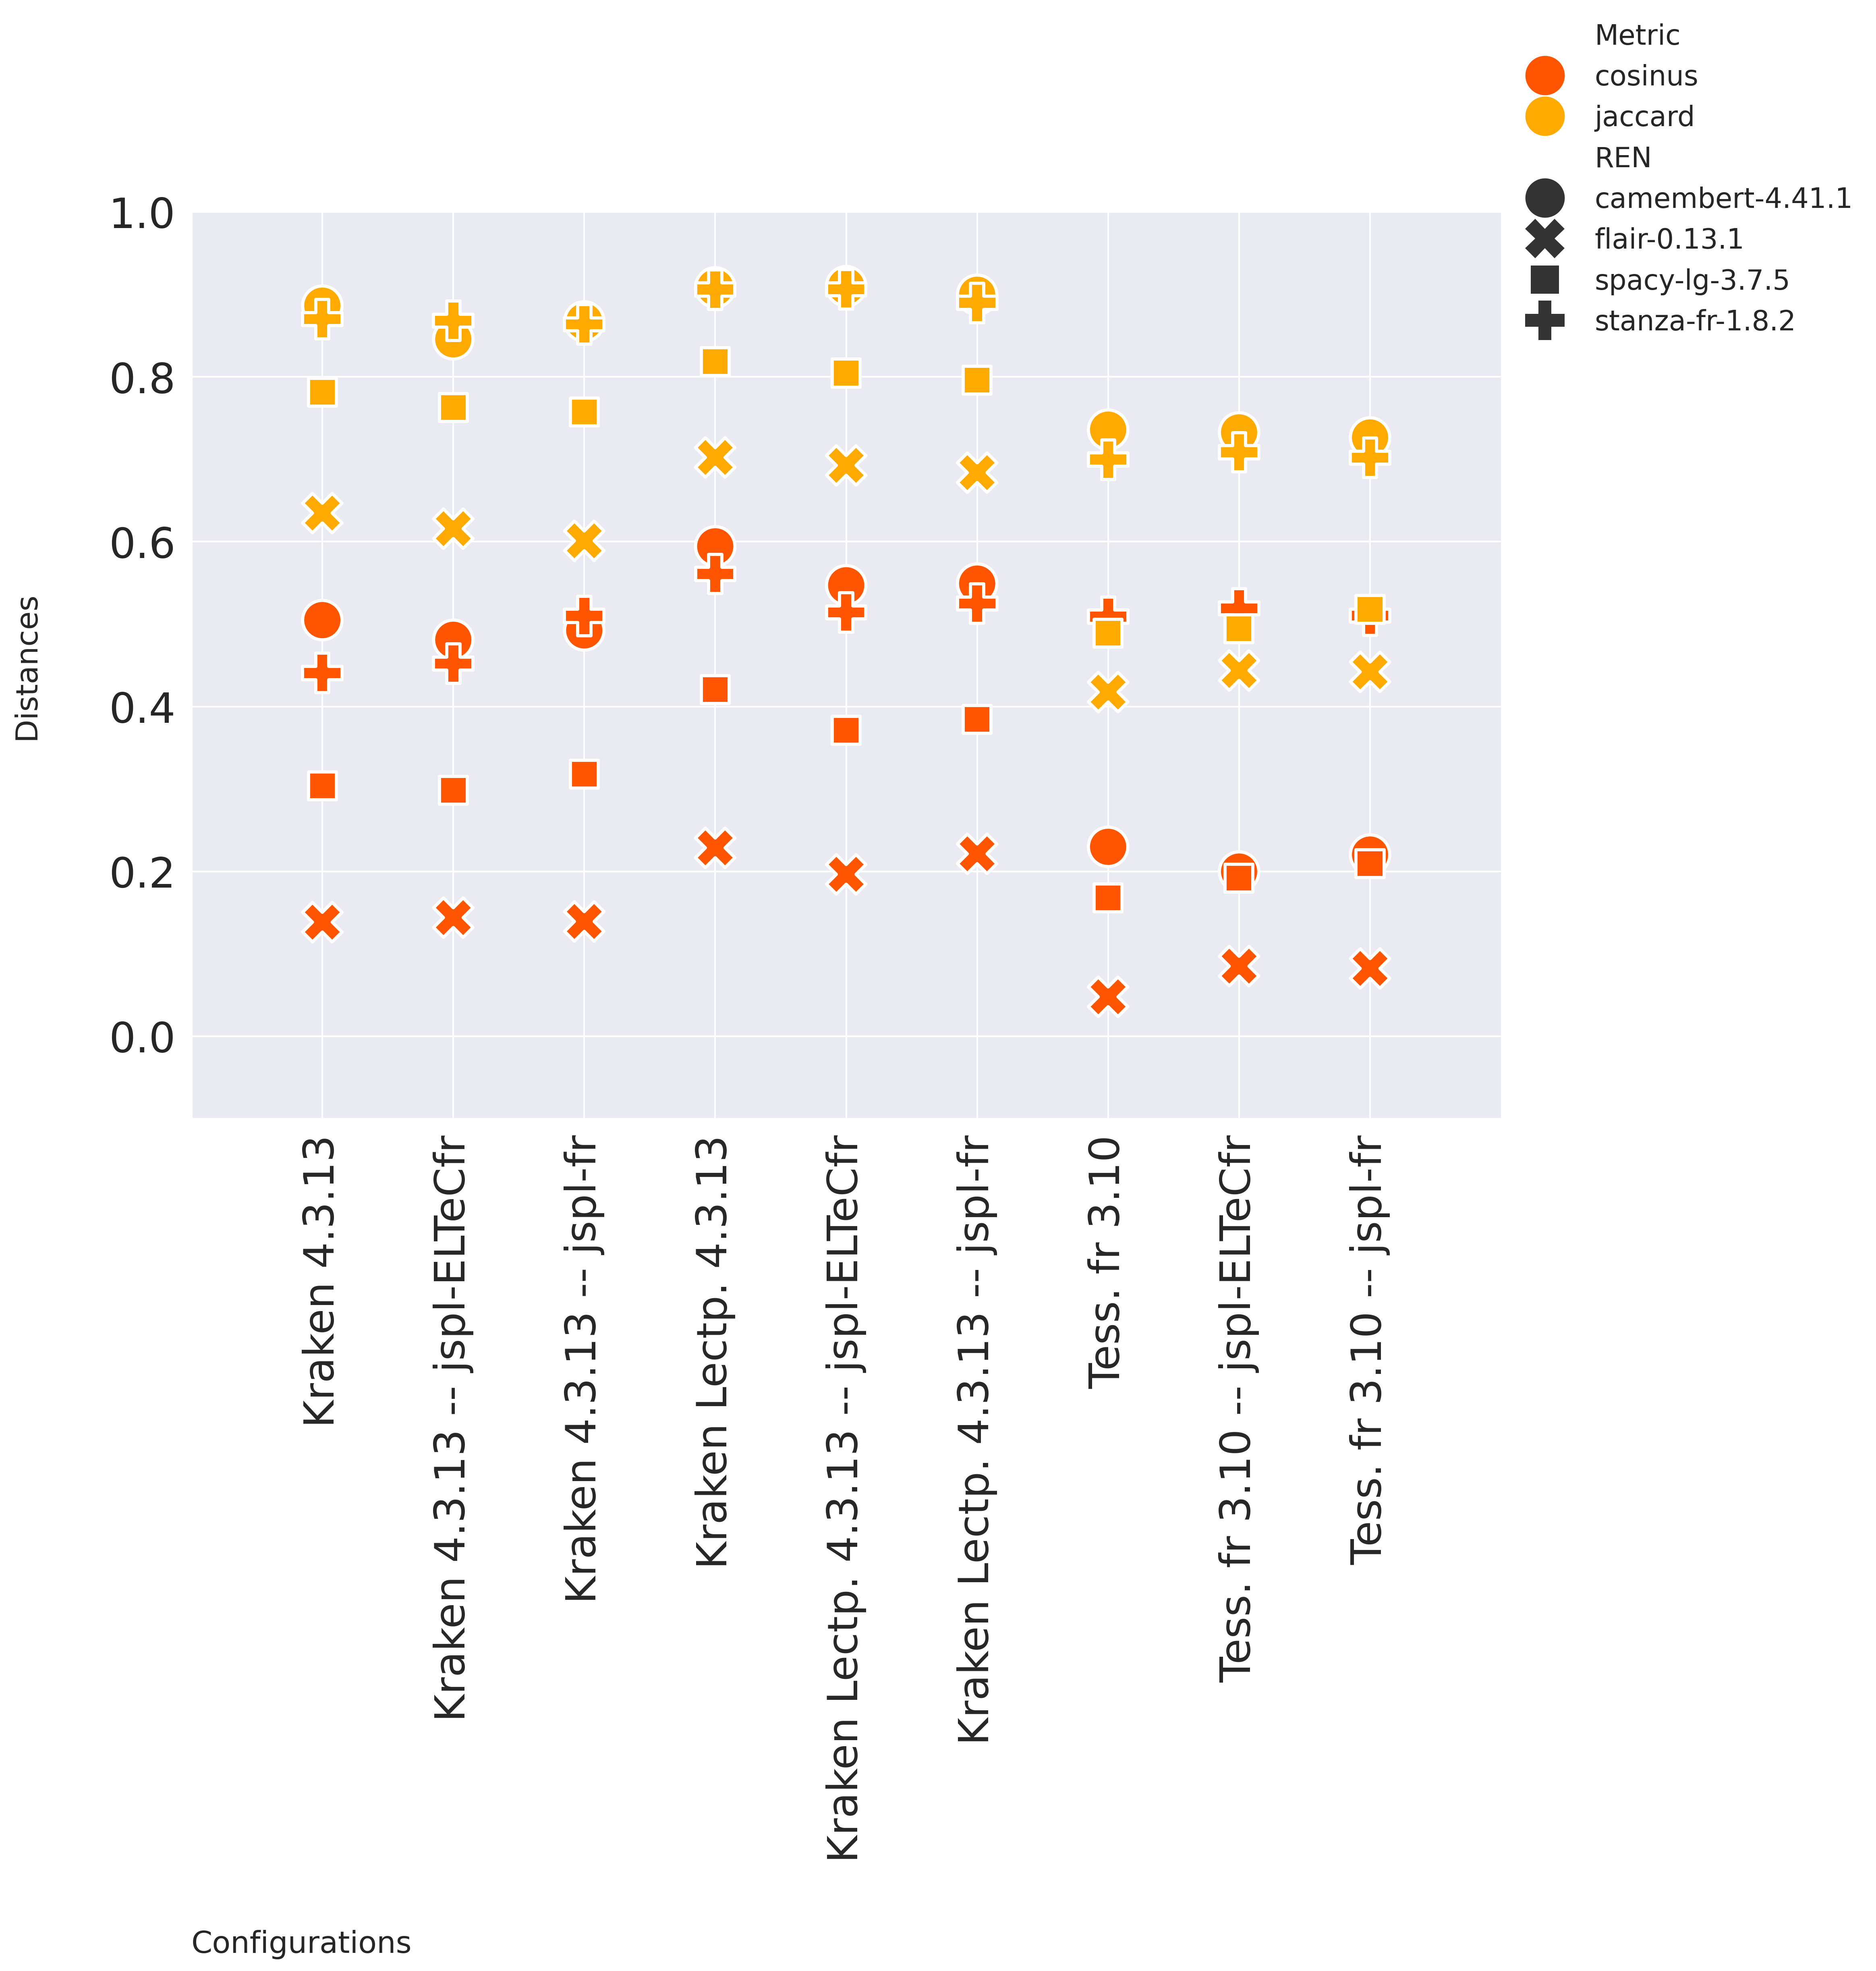 Metric
cosinus
jaccard
REN
camembert-4.41.1
flair-0.13.1
spacy-lg-3.7.5
stanza-fr-1.8.2
1.0
0.8
0.6
0.4
0.2
0.0
Distances
Kraken 4.3.13
Kraken 4.3.13 -- jspl-ELTeCfr
Kraken 4.3.13 -- jspl-fr
Kraken Lectp. 4.3.13
Kraken Lectp. 4.3.13 -- jspl-ELTeCfr
Kraken Lectp. 4.3.13 -- jspl-fr
Tess. fr 3.10
Tess. fr 3.10 -- jspl-ELTeCfr
Tess. fr 3.10 -- jspl-fr
Configurations